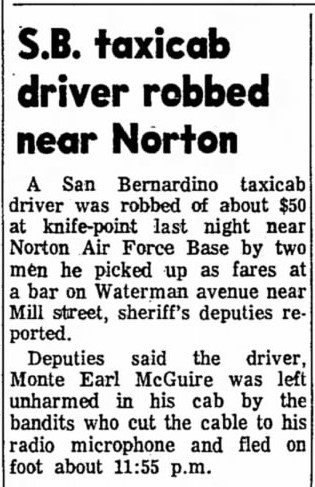 S.B. taxicab
driver robbed
near Norton
A San Bernardino taxicab
driver was robbed of about $50
at knife-point last night near
Norton Air Force Base by two
men he picked up as fares at
a bar on Waterman avenue near
Mill street, sheriff's deputies re-
ported.
Deputies said the driver,
Monte Earl McGuire was left
unharmed in his cab by the
bandits who cut the cable to his
radio microphone and fled on
foot about 11:55 p.m.